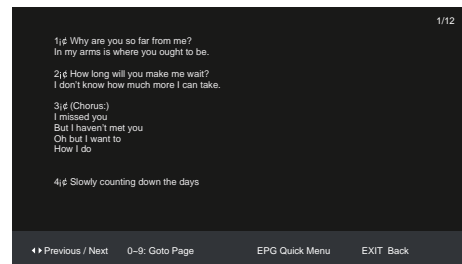 1/12
1¡¢ Why are you so far from me?
In my arms is where you ought to be.
2¡¢ How long will you make me wait?
I don't know how much more I can take.
3¡¢ (Chorus:)
I missed you
But I haven't met you
Oh but I want to
How I do
4¡¢ Slowly counting down the days
Previous / Next 0–9: Goto Page EPG Quick Menu EXIT Back